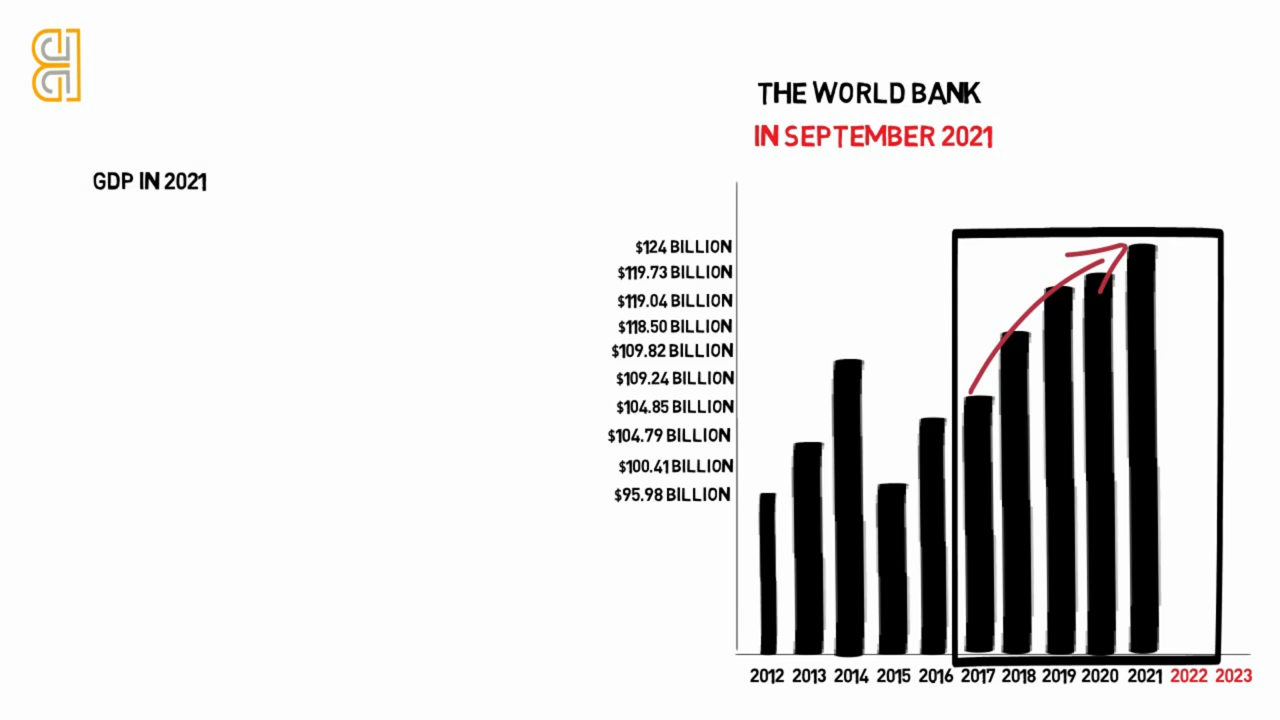 THE WORLD BANK
IN SEPTEMBER 2021
GDP IN 2021
$124 BILLION
$119.73 BILLION
$119.04 BILLION
$118.50 BILLION
$109.82 BILLION
$109.24 BILLION
$104.85 BILLION
$104.79 BILLION
$100.41 BILLION
$95.98 BILLION
2012 2013 2014 2015 2016 2017 2018 2019 2020 2021 2022 2023